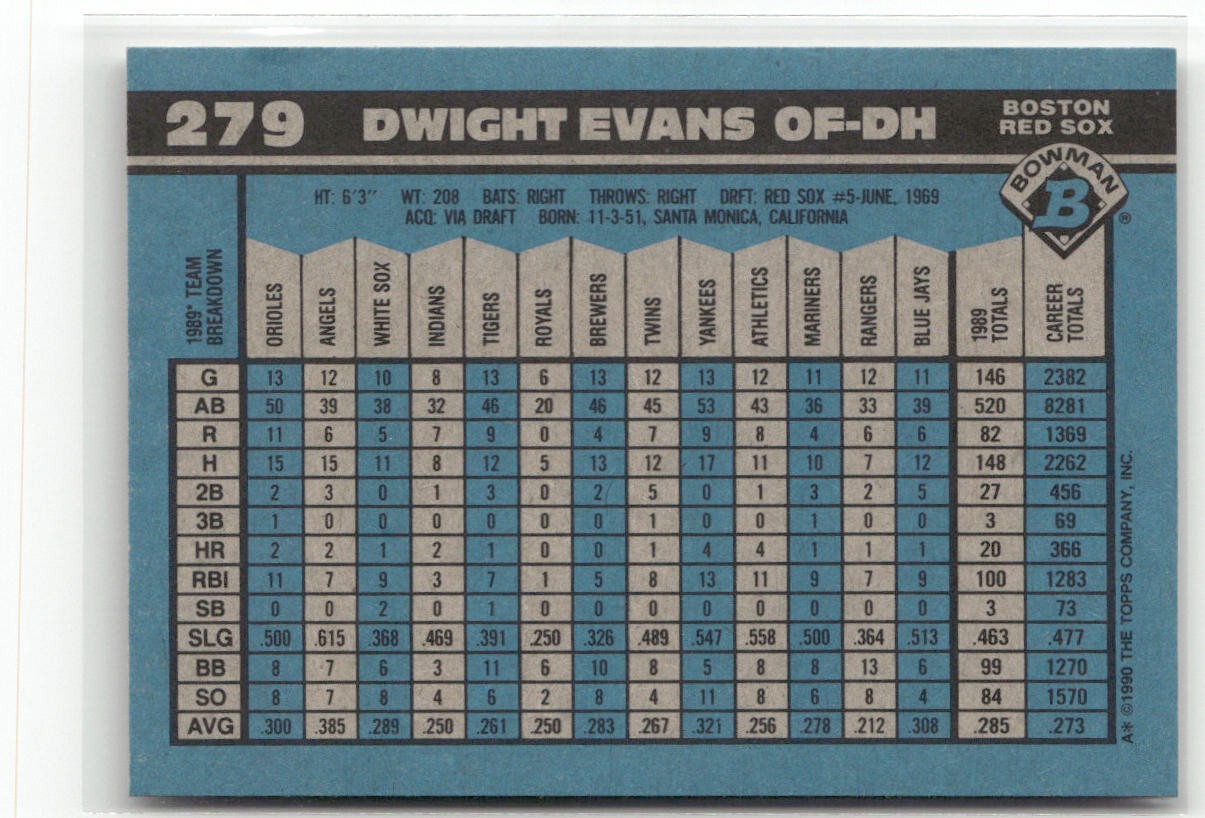 279 DWIGHT EVANS OF-DH BOSTON RED SOX
BOWMAN
B ®
HT: 6'3" WT: 208 BATS: RIGHT THROWS: RIGHT DRFT: RED SOX #5-JUNE, 1969
ACQ: VIA DRAFT BORN: 11-3-51, SANTA MONICA, CALIFORNIA
1989* TEAM BREAKDOWN ORIOLES ANGELS WHITE SOX INDIANS TIGERS ROYALS BREWERS TWINS YANKEES ATHLETICS MARINERS RANGERS BLUE JAYS 1989 TOTALS CAREER TOTALS
G 13 12 10 8 13 6 13 12 13 12 11 12 11 146 2382
AB 50 39 38 32 46 20 46 45 53 43 36 33 39 520 8281
R 11 6 5 7 9 0 4 7 9 8 4 6 6 82 1369
H 15 15 11 8 12 5 13 12 17 11 10 7 12 148 2262
2B 2 3 0 1 3 0 2 5 0 1 3 2 5 27 456
3B 1 0 0 0 0 0 0 1 0 0 1 0 0 3 69
HR 2 2 1 2 1 0 0 1 4 4 1 1 1 20 366
RBI 11 7 9 3 7 1 5 8 13 11 9 7 9 100 1283
SB 0 0 2 0 1 0 0 0 0 0 0 0 0 3 73
SLG .500 .615 .368 .469 .391 .250 .326 .489 .547 .558 .500 .364 .513 .463 .477
BB 8 7 6 3 11 6 10 8 5 8 8 13 6 99 1270
SO 8 7 8 4 6 2 8 4 11 8 6 8 4 84 1570
AVG .300 .385 .289 .250 .261 .250 .283 .267 .321 .256 .278 .212 .308 .285 .273
A* ©1990 THE TOPPS COMPANY, INC.